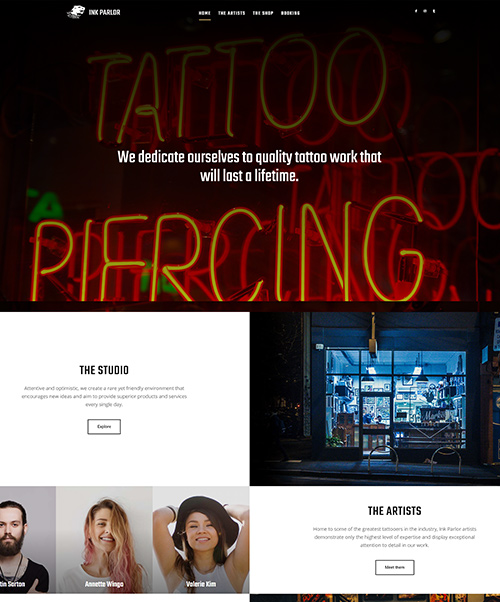 INK PARLOR
HOME THE ARTISTS THE SHOP BOOKING
TATTOO
We dedicate ourselves to quality tattoo work that
will last a lifetime.
PIERCING
THE STUDIO
Attentive and optimistic, we create a rare yet friendly environment that
encourages new ideas and aim to provide superior products and services
every single day.
Explore
tin Sarton
Annette Winga
Valerie Kim
THE ARTISTS
Home to some of the greatest tattooers in the industry, Ink Parlor artists
demonstrate only the highest level of expertise and display exceptional
attention to detail in our work.
Meet them